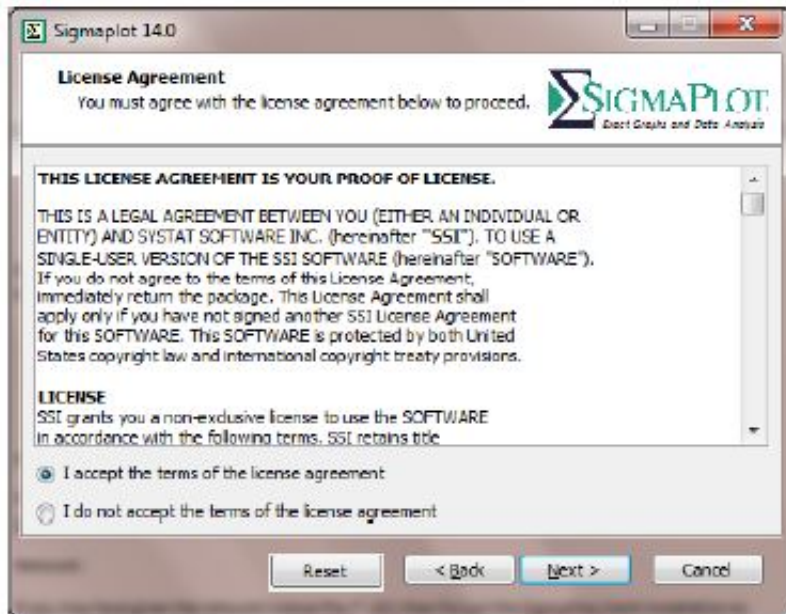 Sigmaplot 14.0
License Agreement
You must agree with the license agreement below to proceed.
SIGMAPLOT
Exact Graphs and Data Analysis
THIS LICENSE AGREEMENT IS YOUR PROOF OF LICENSE.
THIS IS A LEGAL AGREEMENT BETWEEN YOU (EITHER AN INDIVIDUAL OR
ENTITY) AND SYSTAT SOFTWARE INC. (hereinafter "SSI"). TO USE A
SINGLE-USER VERSION OF THE SSI SOFTWARE (hereinafter "SOFTWARE").
If you do not agree to the terms of this License Agreement,
immediately return the package. This License Agreement shall
apply only if you have not signed another SSI License Agreement
for this SOFTWARE. This SOFTWARE is protected by both United
States copyright law and international copyright treaty provisions.
LICENSE
SSI grants you a non-exclusive license to use the SOFTWARE
in accordance with the following terms. SSI retains title
I accept the terms of the license agreement
I do not accept the terms of the license agreement
Reset
< Back
Next >
Cancel